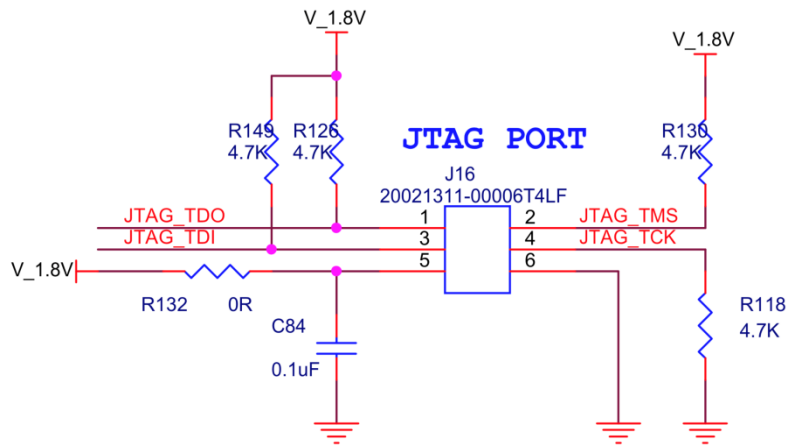 V_1.8V
V_1.8V
R149 R126
4.7K 4.7K
JTAG PORT
R130
4.7K
J16
20021311-00006T4LF
JTAG_TDO 1 2 JTAG_TMS
JTAG_TDI 3 4 JTAG_TCK
V_1.8V 5 6
R132 0R
R118
4.7K
C84
0.1uF